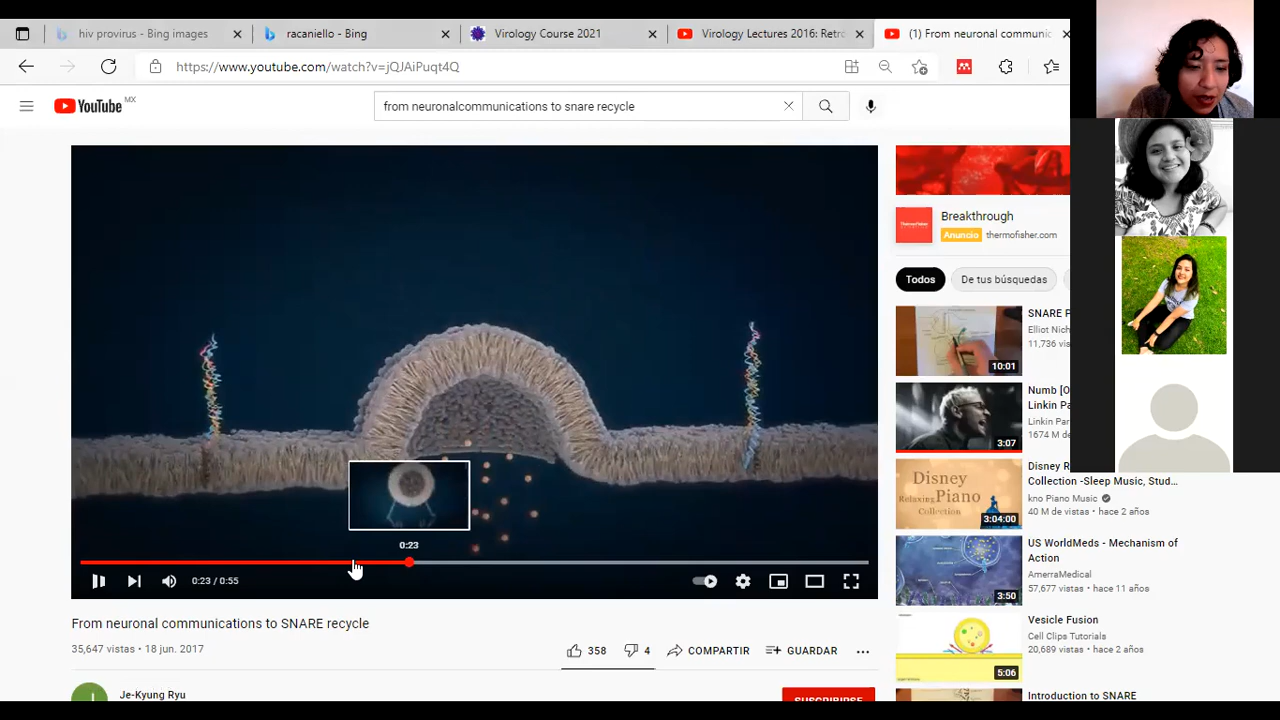 hiv provirus - Bing images
racaniello - Bing
Virology Course 2021
Virology Lectures 2016: Retro
(1) From neuronal communic
https://www.youtube.com/watch?v=jQJAiPuqt4Q
YouTube MX
from neuronalcommunications to snare recycle
Breakthrough
Anuncio thermofisher.com
Todos
De tus búsquedas
SNARE P
Elliot Nich
11,736 vis
10:01
Numb [O
Linkin Pa
1674 M de
3:07
Disney R
Collection -Sleep Music, Stud...
kno Piano Music
40 M de vistas • hace 2 años
Disney
Relaxing Piano
Collection
3:04:00
US WorldMeds - Mechanism of
Action
AmerraMedical
57,677 vistas • hace 11 años
3:50
Vesicle Fusion
Cell Clips Tutorials
20,689 vistas • hace 2 años
5:06
Introduction to SNARE
0:23
0:23 / 0:55
From neuronal communications to SNARE recycle
35,647 vistas • 18 jun. 2017
358
4
COMPARTIR
GUARDAR
J
Je-Kyung Ryu
SUSCRIBIRSE